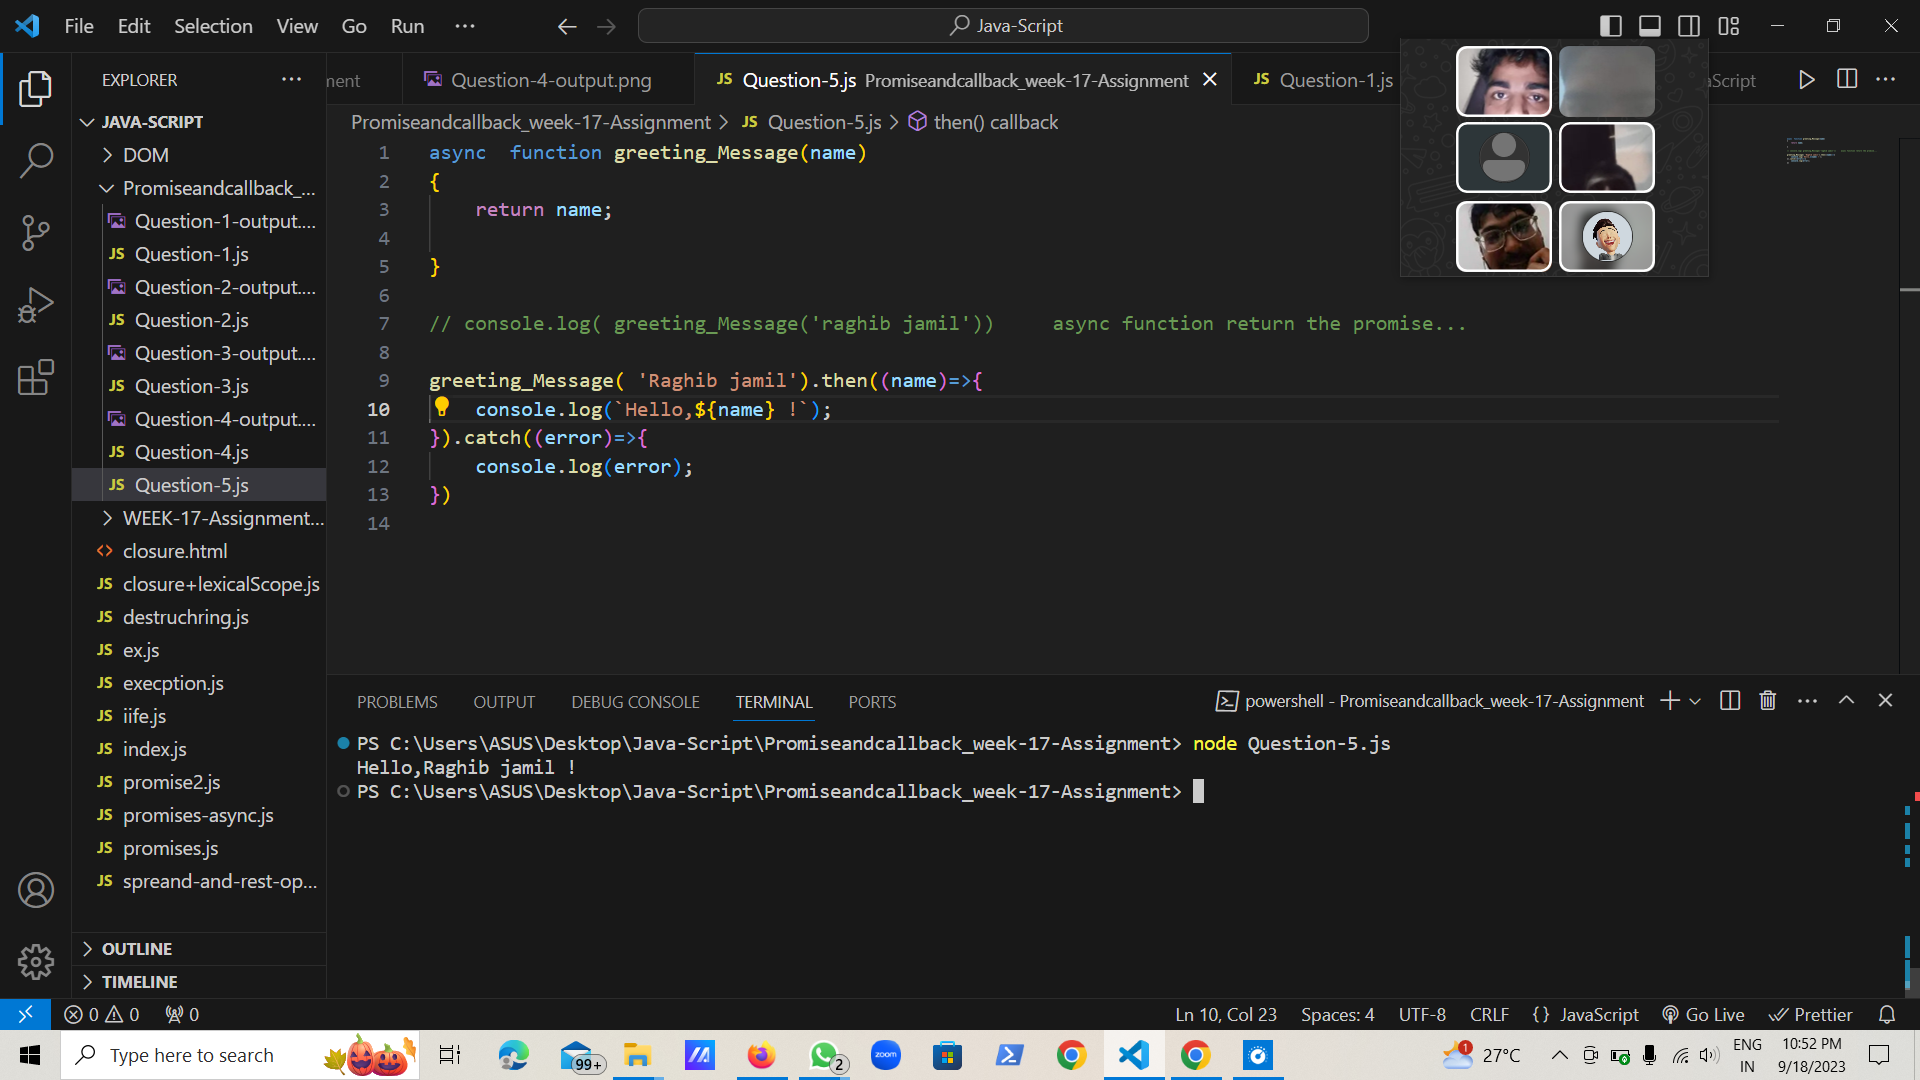 File Edit Selection View Go Run ...
Java-Script
EXPLORER
ment
Question-4-output.png
JS Question-5.js Promiseandcallback_week-17-Assignment
JS Question-1.js
aScript
Promiseandcallback_week-17-Assignment > JS Question-5.js > then() callback
JAVA-SCRIPT
DOM
Promiseandcallback_...
Question-1-output....
JS Question-1.js
Question-2-output....
JS Question-2.js
Question-3-output....
JS Question-3.js
Question-4-output....
JS Question-4.js
JS Question-5.js
WEEK-17-Assignment...
<> closure.html
JS closure+lexicalScope.js
JS destruchring.js
JS ex.js
JS execption.js
JS iife.js
JS index.js
JS promise2.js
JS promises-async.js
JS promises.js
JS spreand-and-rest-op...
OUTLINE
TIMELINE
1 async  function greeting_Message(name)
2 {
3     return name;
4
5 }
6
7 // console.log( greeting_Message('raghib jamil'))     async function return the promise...
8
9 greeting_Message( 'Raghib jamil').then((name)=>{
10     console.log(`Hello,${name} !`);
11 }).catch((error)=>{
12     console.log(error);
13 })
14
PROBLEMS OUTPUT DEBUG CONSOLE TERMINAL PORTS
powershell - Promiseandcallback_week-17-Assignment
PS C:\Users\ASUS\Desktop\Java-Script\Promiseandcallback_week-17-Assignment> node Question-5.js
Hello,Raghib jamil !
PS C:\Users\ASUS\Desktop\Java-Script\Promiseandcallback_week-17-Assignment>
0 0 0
Ln 10, Col 23 Spaces: 4 UTF-8 CRLF {} JavaScript Go Live Prettier
Type here to search
99+
2
zoom
1
27°C
ENG
IN
10:52 PM
9/18/2023